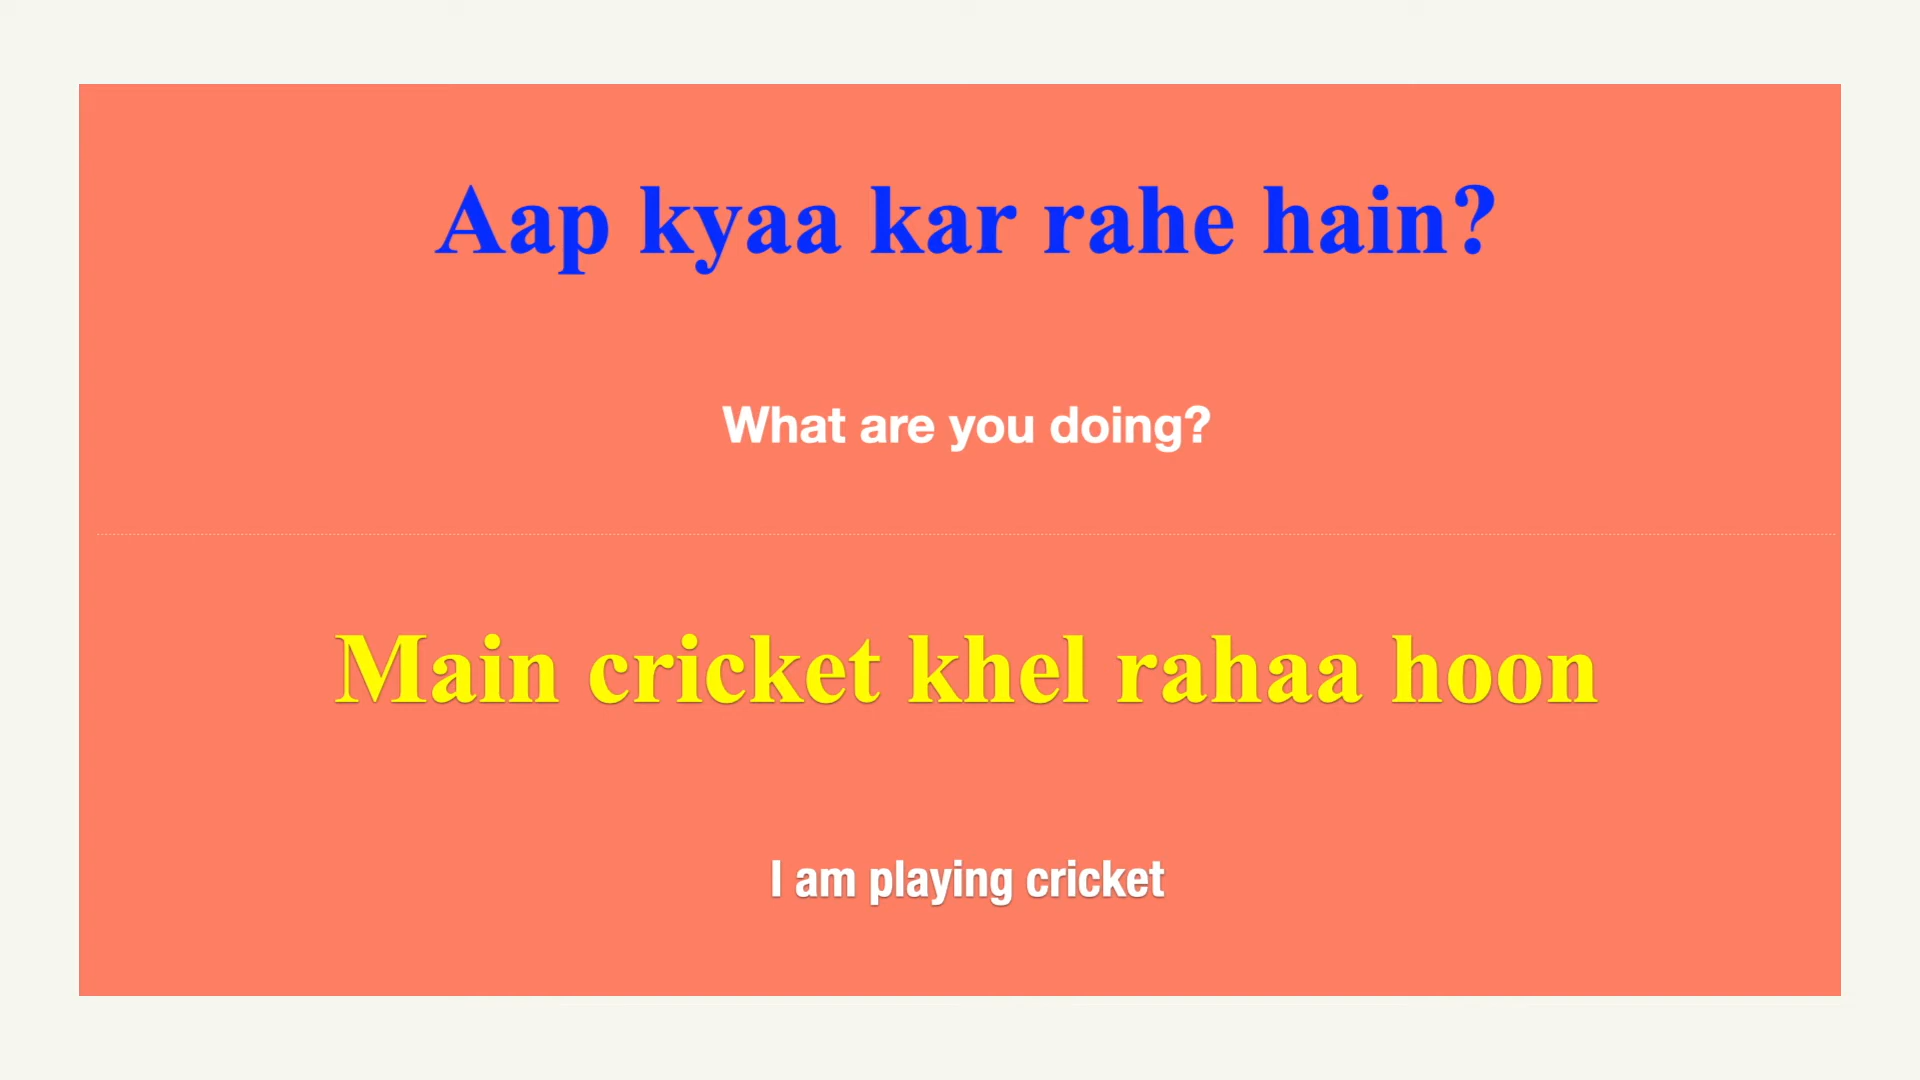 Aap kyaa kar rahe hain?
What are you doing?
Main cricket khel rahaa hoon
I am playing cricket